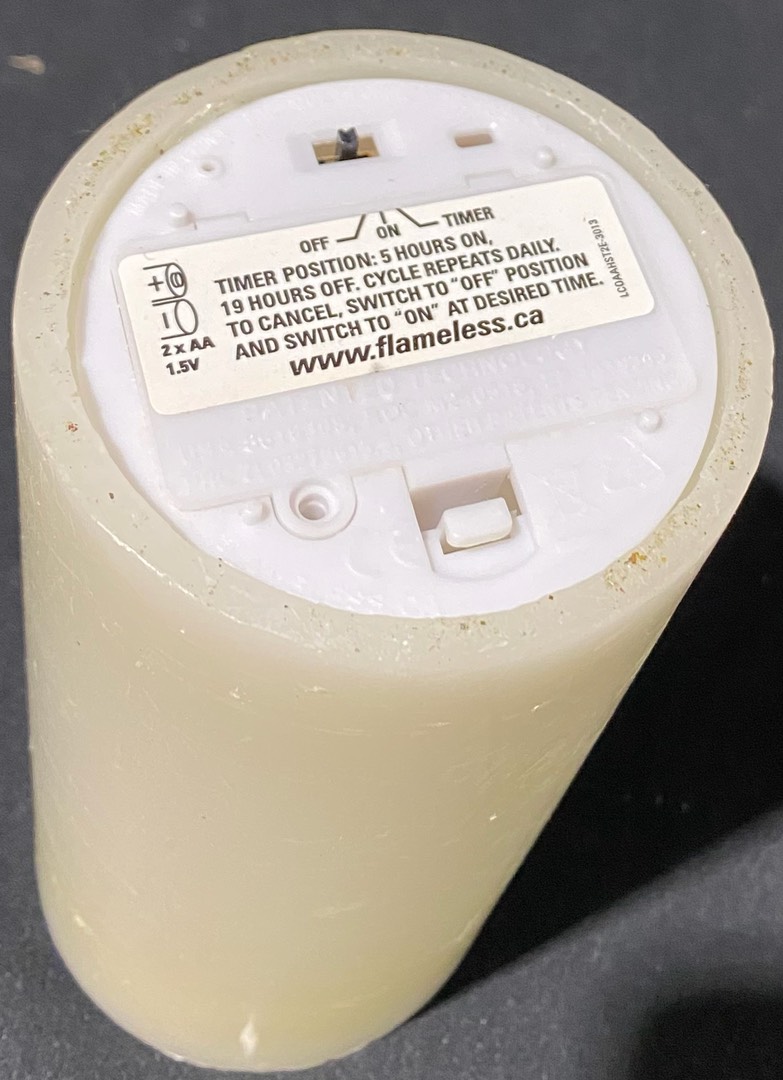 OFF ON TIMER
TIMER POSITION: 5 HOURS ON,
19 HOURS OFF. CYCLE REPEATS DAILY.
TO CANCEL, SWITCH TO "OFF" POSITION
AND SWITCH TO "ON" AT DESIRED TIME.
www.flameless.ca
+
−
2 x AA
1.5V